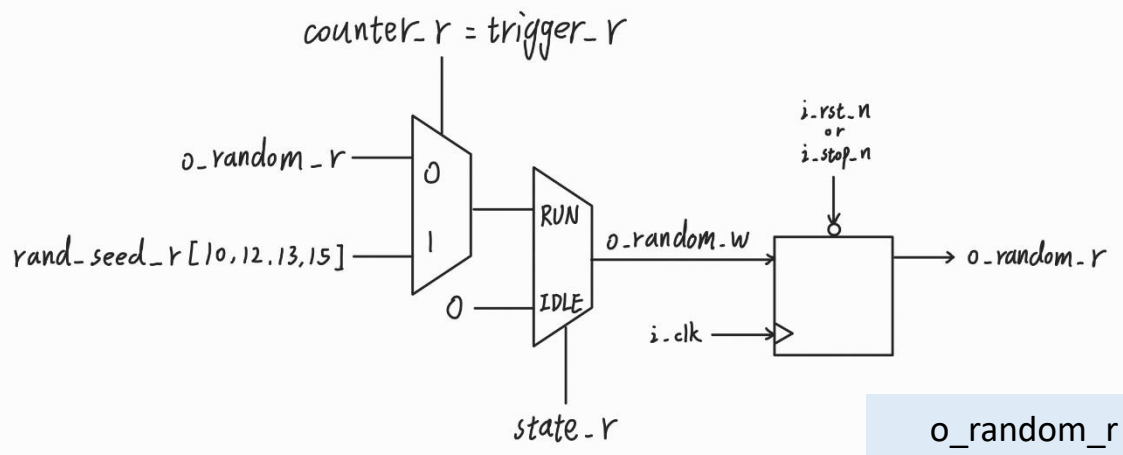 counter_r = trigger_r
i_rst_n
or
i_stop_n
o_random_r
0
RUN
o_random_w
o_random_r
rand_seed_r[10,12.13,15]
1
0
IDLE
i_clk
state_r
o_random_r